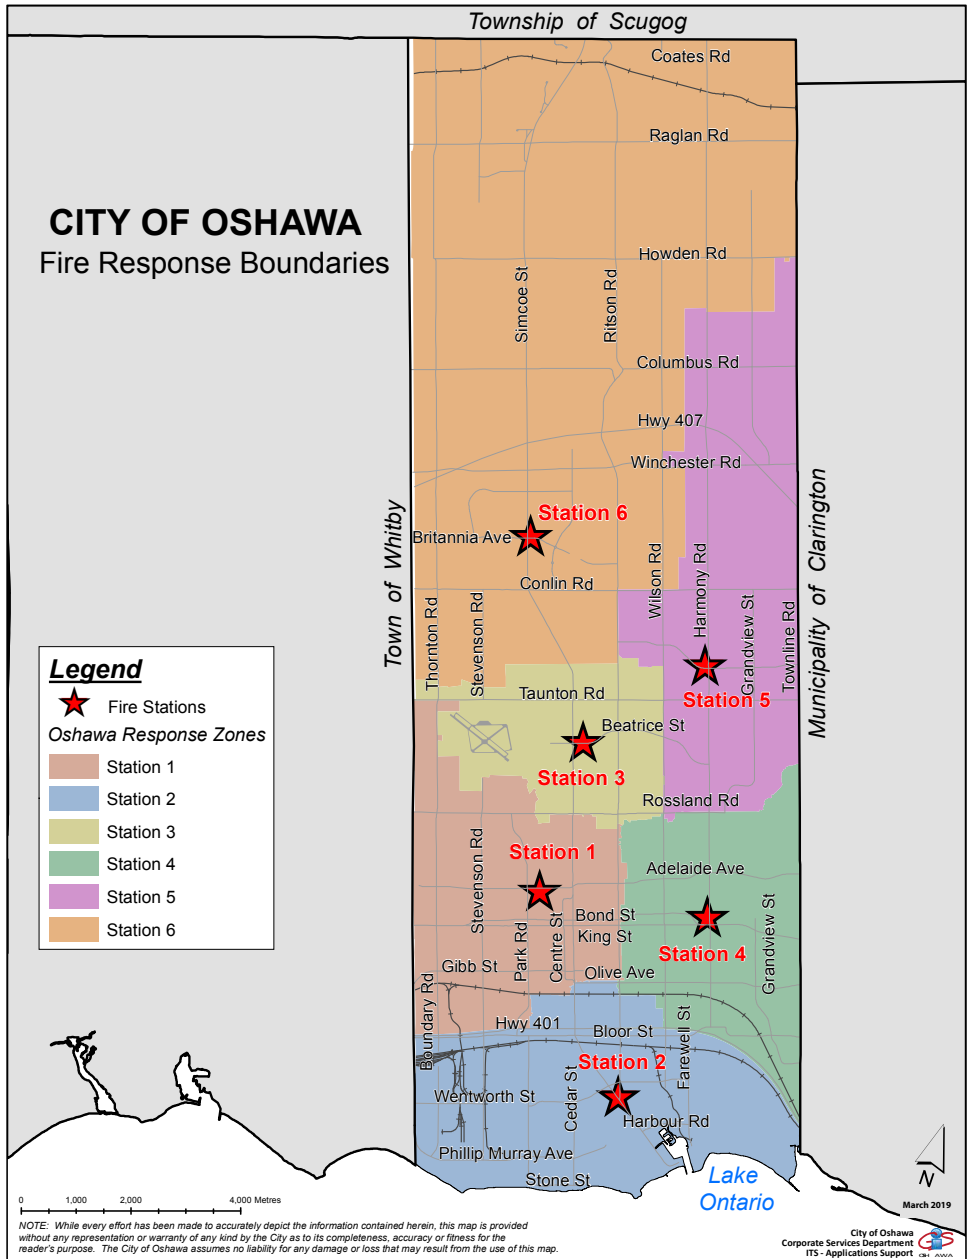 Township of Scugog
Coates Rd
Raglan Rd
CITY OF OSHAWA
Fire Response Boundaries
Howden Rd
Simcoe St
Ritson Rd
Columbus Rd
Hwy 407
Winchester Rd
Town of Whitby
Municipality of Clarington
Station 6
Britannia Ave
Conlin Rd
Thornton Rd
Stevenson Rd
Wilson Rd
Harmony Rd
Grandview St
Townline Rd
Station 5
Taunton Rd
Beatrice St
Station 3
Rossland Rd
Legend
Fire Stations
Oshawa Response Zones
Station 1
Station 2
Station 3
Station 4
Station 5
Station 6
Station 1
Stevenson Rd
Adelaide Ave
Park Rd
Centre St
Bond St
King St
Station 4
Grandview St
Gibb St
Olive Ave
Boundary Rd
Hwy 401
Bloor St
Farewell St
Station 2
Cedar St
Wentworth St
Harbour Rd
Phillip Murray Ave
Stone St
Lake
Ontario
N
March 2019
0 1,000 2,000 4,000 Metres
NOTE: While every effort has been made to accurately depict the information contained herein, this map is provided
without any representation or warranty of any kind by the City as to its completeness, accuracy or fitness for the
reader's purpose. The City of Oshawa assumes no liability for any damage or loss that may result from the use of this map.
City of Oshawa
Corporate Services Department
ITS - Applications Support